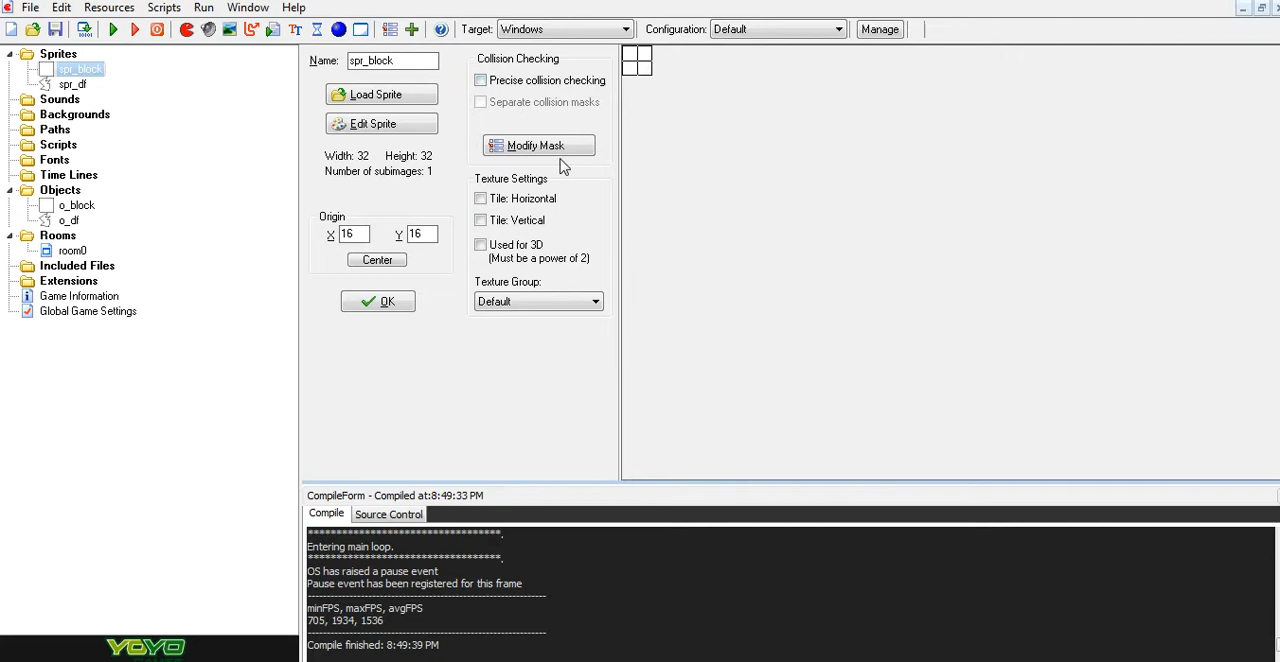 File Edit Resources Scripts Run Window Help
Target: Windows Configuration: Default Manage
Sprites
spr_block
spr_df
Sounds
Backgrounds
Paths
Scripts
Fonts
Time Lines
Objects
o_block
o_df
Rooms
room0
Included Files
Extensions
Game Information
Global Game Settings
YOYO
Name: spr_block
Load Sprite
Edit Sprite
Width: 32 Height: 32
Number of subimages: 1
Origin
X 16 Y 16
Center
OK
Collision Checking
Precise collision checking
Separate collision masks
Modify Mask
Texture Settings
Tile: Horizontal
Tile: Vertical
Used for 3D
(Must be a power of 2)
Texture Group:
Default
CompileForm - Compiled at:8:49:33 PM
Compile Source Control
***********************************.
Entering main loop.
***********************************.
OS has raised a pause event
Pause event has been registered for this frame
minFPS, maxFPS, avgFPS
705, 1934, 1536
Compile finished: 8:49:39 PM